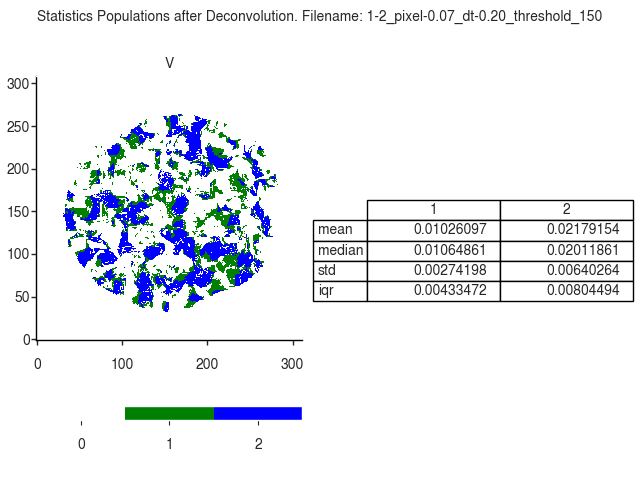 Statistics Populations after Deconvolution. Filename: 1-2_pixel-0.07_dt-0.20_threshold_150
V
300
250
200
150
100
50
0
0 100 200 300
1 2
mean 0.01026097 0.02179154
median 0.01064861 0.02011861
std 0.00274198 0.00640264
iqr 0.00433472 0.00804494
0 1 2